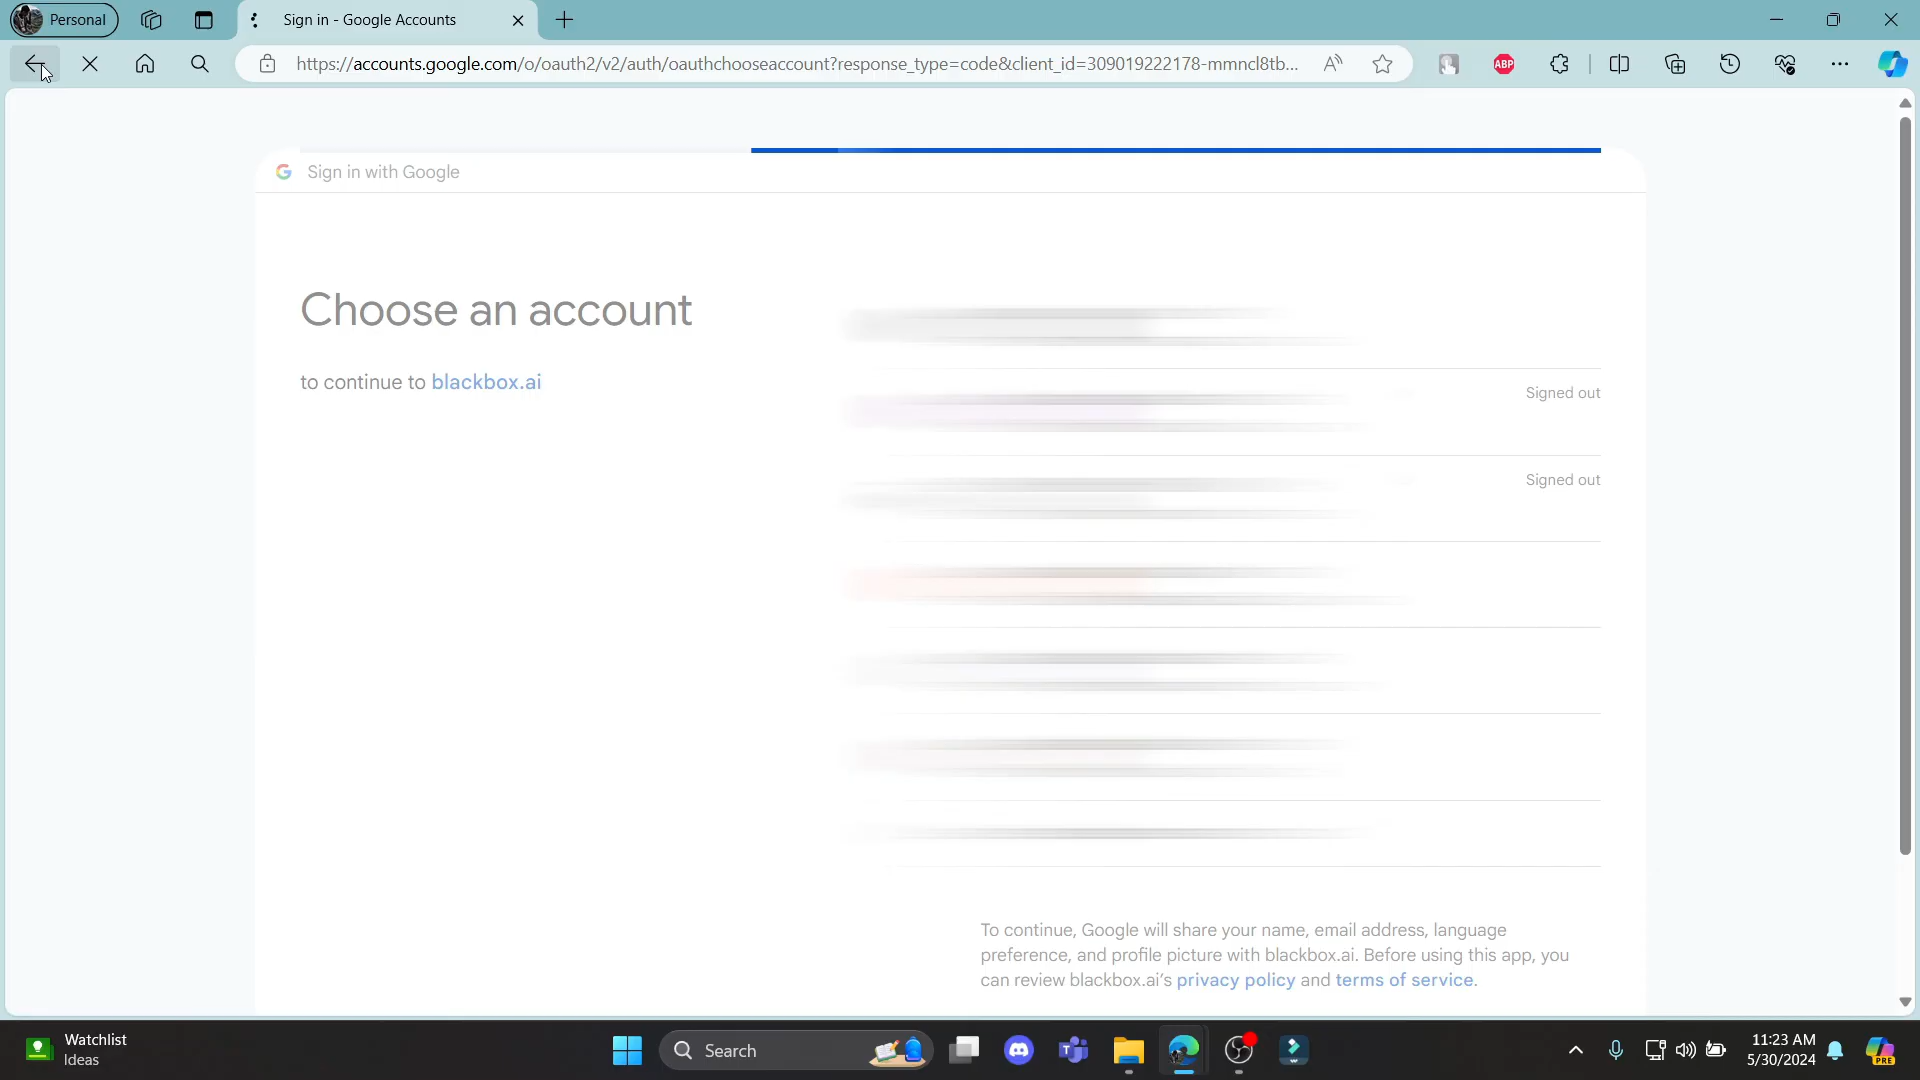 Personal
Sign in - Google Accounts
https://accounts.google.com/o/oauth2/v2/auth/oauthchooseaccount?response_type=code&client_id=309019222178-mmncl8tb...
ABP
Sign in with Google
Choose an account
to continue to blackbox.ai
Signed out
Signed out
To continue, Google will share your name, email address, language
preference, and profile picture with blackbox.ai. Before using this app, you
can review blackbox.ai's privacy policy and terms of service.
Watchlist
Ideas
Search
11:23 AM
5/30/2024
PRE